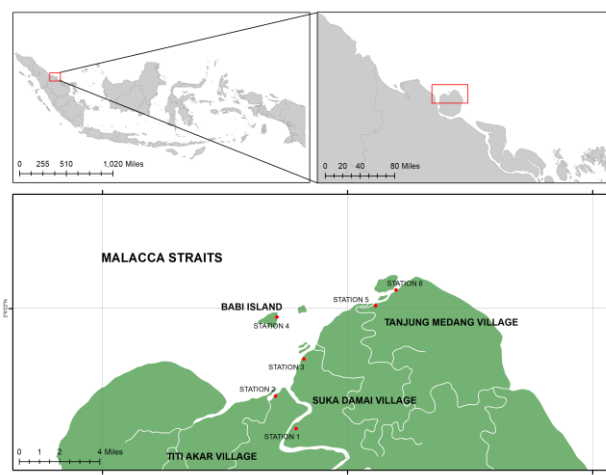 0 255 510 1,020 Miles
0 20 40 80 Miles
MALACCA STRAITS
BABI ISLAND
STATION 4
STATION 5
STATION 6
TANJUNG MEDANG VILLAGE
STATION 3
STATION 2
SUKA DAMAI VILLAGE
STATION 1
TITI AKAR VILLAGE
0 1 2 4 Miles